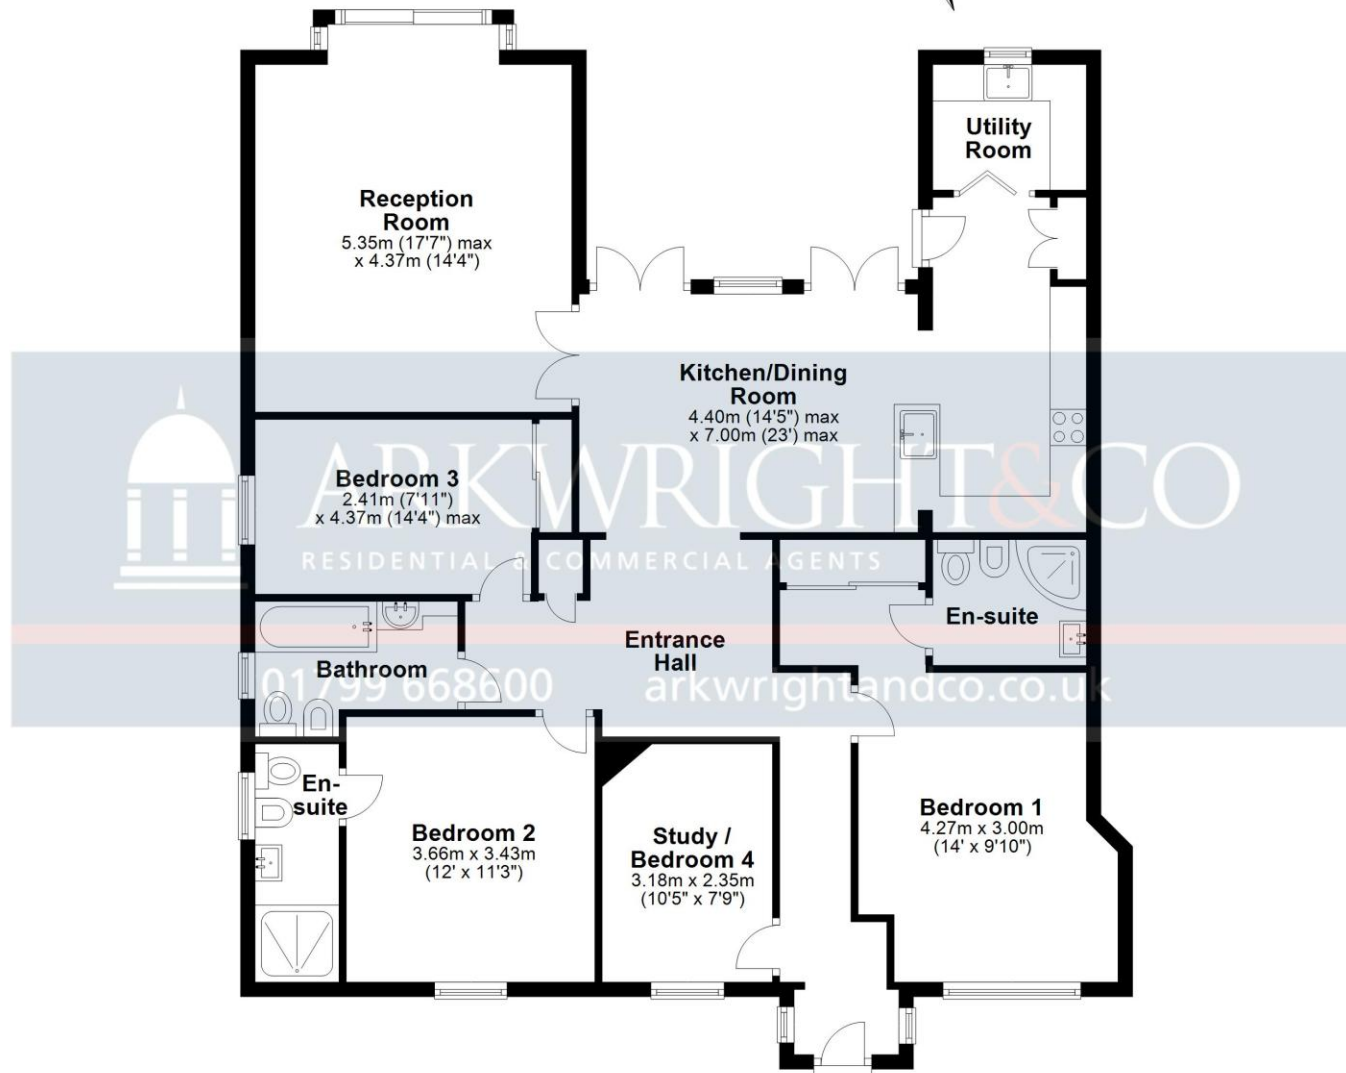 Utility
Room
Reception
Room
5.35m (17'7") max
x 4.37m (14'4")
Kitchen/Dining
Room
4.40m (14'5") max
x 7.00m (23') max
ARKWRIGHT&CO
RESIDENTIAL & COMMERCIAL AGENTS
Bedroom 3
2.41m (7'11")
x 4.37m (14'4") max
En-suite
Entrance
Hall
Bathroom
01799 668600
arkwrightandco.co.uk
En-
suite
Bedroom 2
3.66m x 3.43m
(12' x 11'3")
Study /
Bedroom 4
3.18m x 2.35m
(10'5" x 7'9")
Bedroom 1
4.27m x 3.00m
(14' x 9'10")